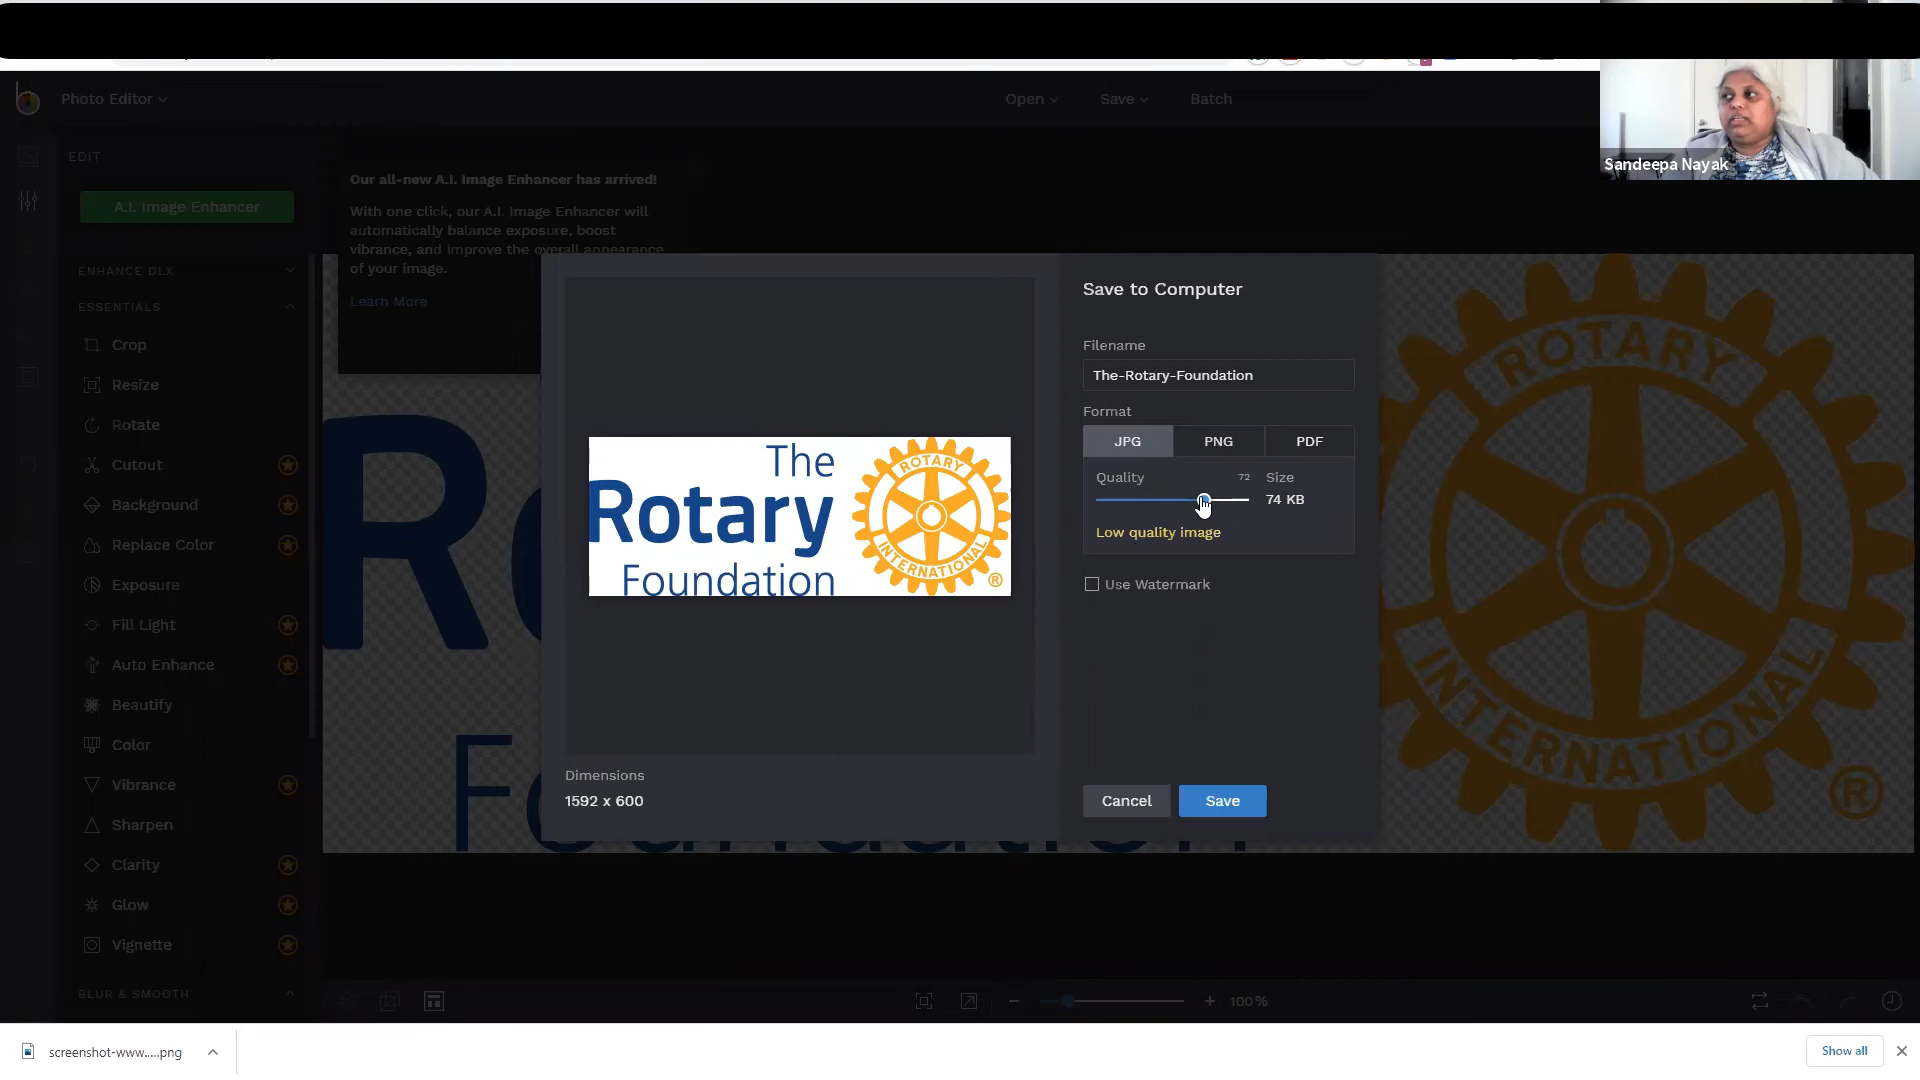 Photo Editor
Open
Save
Batch
Sandeepa Nayak
EDIT
A.I. Image Enhancer
Our all-new A.I. Image Enhancer has arrived!
With one click, our A.I. Image Enhancer will
automatically balance exposure, boost
vibrance, and improve the overall appearance
of your image.
Learn More
ENHANCE DLX
ESSENTIALS
Crop
Resize
Rotate
Cutout
Background
Replace Color
Exposure
Fill Light
Auto Enhance
Beautify
Color
Vibrance
Sharpen
Clarity
Glow
Vignette
BLUR & SMOOTH
The
Rotary
Foundation
ROTARY
INTERNATIONAL
®
Dimensions
1592 x 600
Save to Computer
Filename
The-Rotary-Foundation
Format
JPG
PNG
PDF
Quality
72
Size
74 KB
Low quality image
Use Watermark
Cancel
Save
ROTARY
INTERNATIONAL
®
100%
screenshot-www.....png
Show all